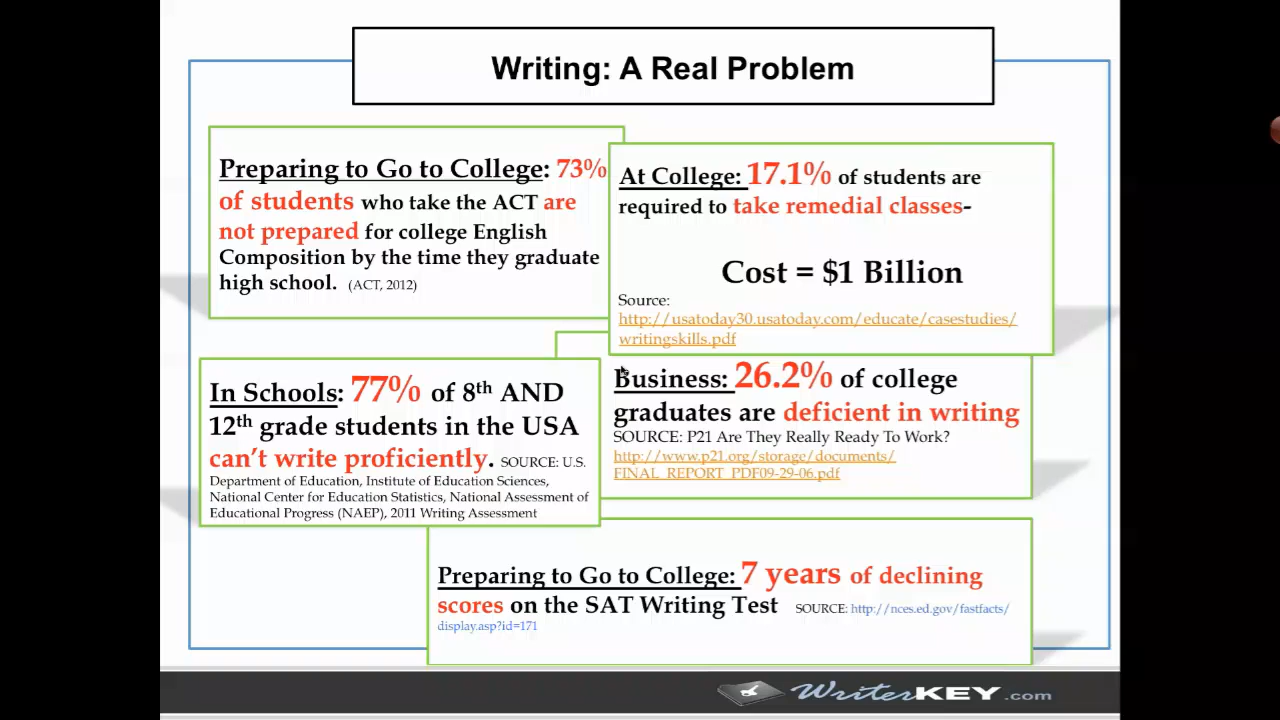 Writing: A Real Problem
Preparing to Go to College: 73%
of students who take the ACT are
not prepared for college English
Composition by the time they graduate
high school. (ACT, 2012)
At College: 17.1% of students are
required to take remedial classes-
Cost = $1 Billion
Source:
http://usatoday30.usatoday.com/educate/casestudies/
writingskills.pdf
In Schools: 77% of 8th AND
12th grade students in the USA
can't write proficiently. SOURCE: U.S.
Department of Education, Institute of Education Sciences,
National Center for Education Statistics, National Assessment of
Educational Progress (NAEP), 2011 Writing Assessment
Business: 26.2% of college
graduates are deficient in writing
SOURCE: P21 Are They Really Ready To Work?
http://www.p21.org/storage/documents/
FINAL_REPORT_PDF09-29-06.pdf
Preparing to Go to College: 7 years of declining
scores on the SAT Writing Test SOURCE: http://nces.ed.gov/fastfacts/
display.asp?id=171
WRITERKEY.com